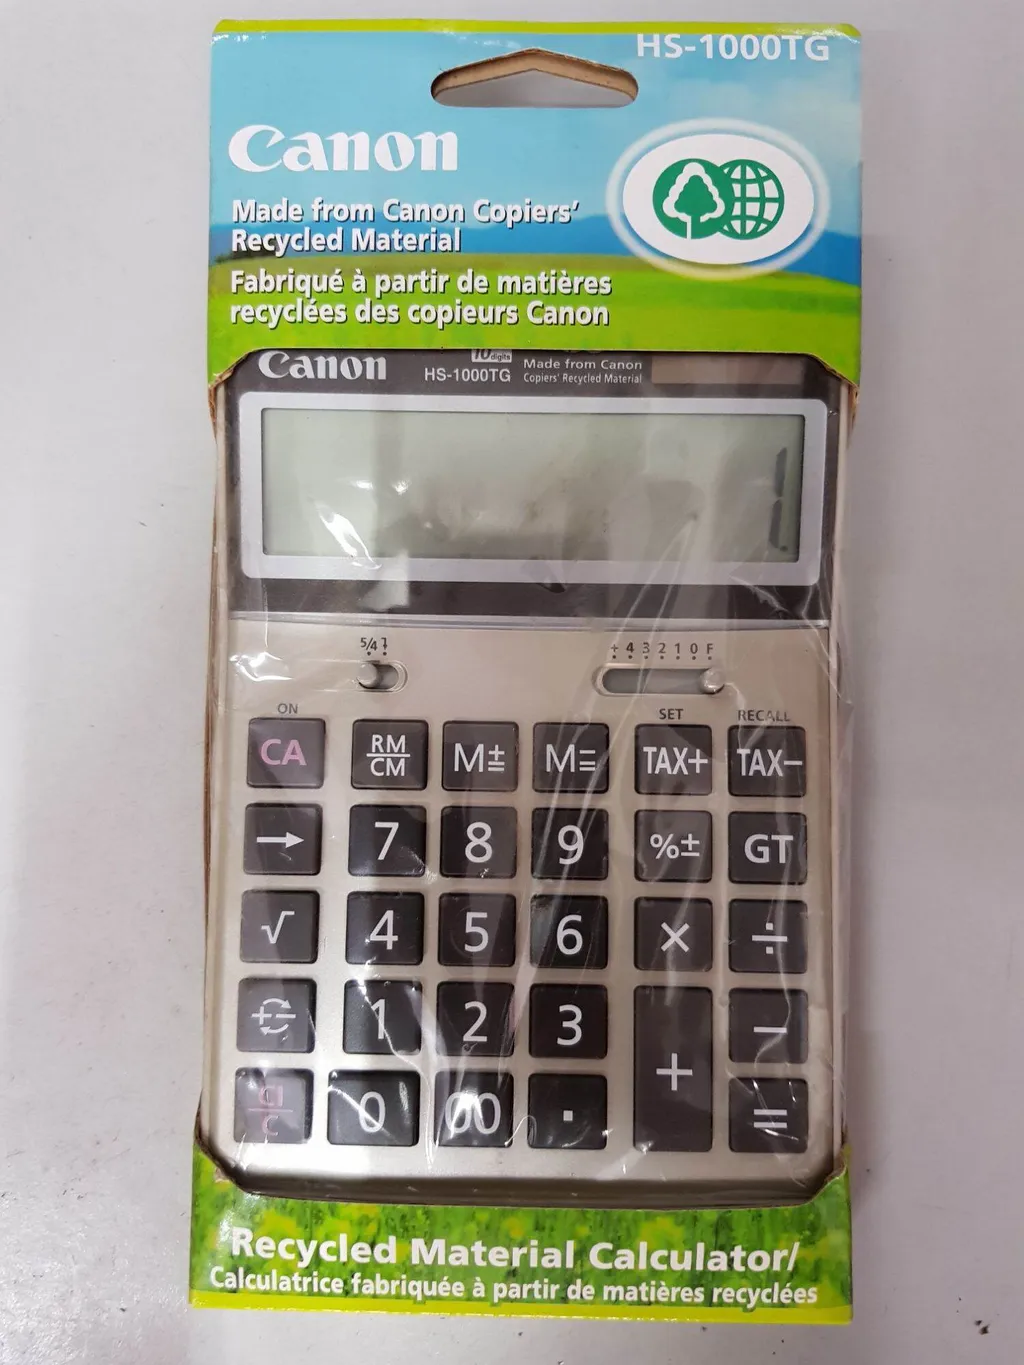 HS-1000TG
Canon
Made from Canon Copiers'
Recycled Material
Fabriqué à partir de matières
recyclées des copieurs Canon
Canon
10 digits
HS-1000TG
Made from Canon
Copiers' Recycled Material
1
5/4
+ 4 3 2 1 0 F
ON
SET
RECALL
CA
RM
CM
M±
M=
TAX+
TAX−
→
7
8
9
%±
GT
√
4
5
6
×
÷
+−
1
2
3
+
−
CI
C
0
00
.
=
Recycled Material Calculator/
Calculatrice fabriquée à partir de matières recyclées